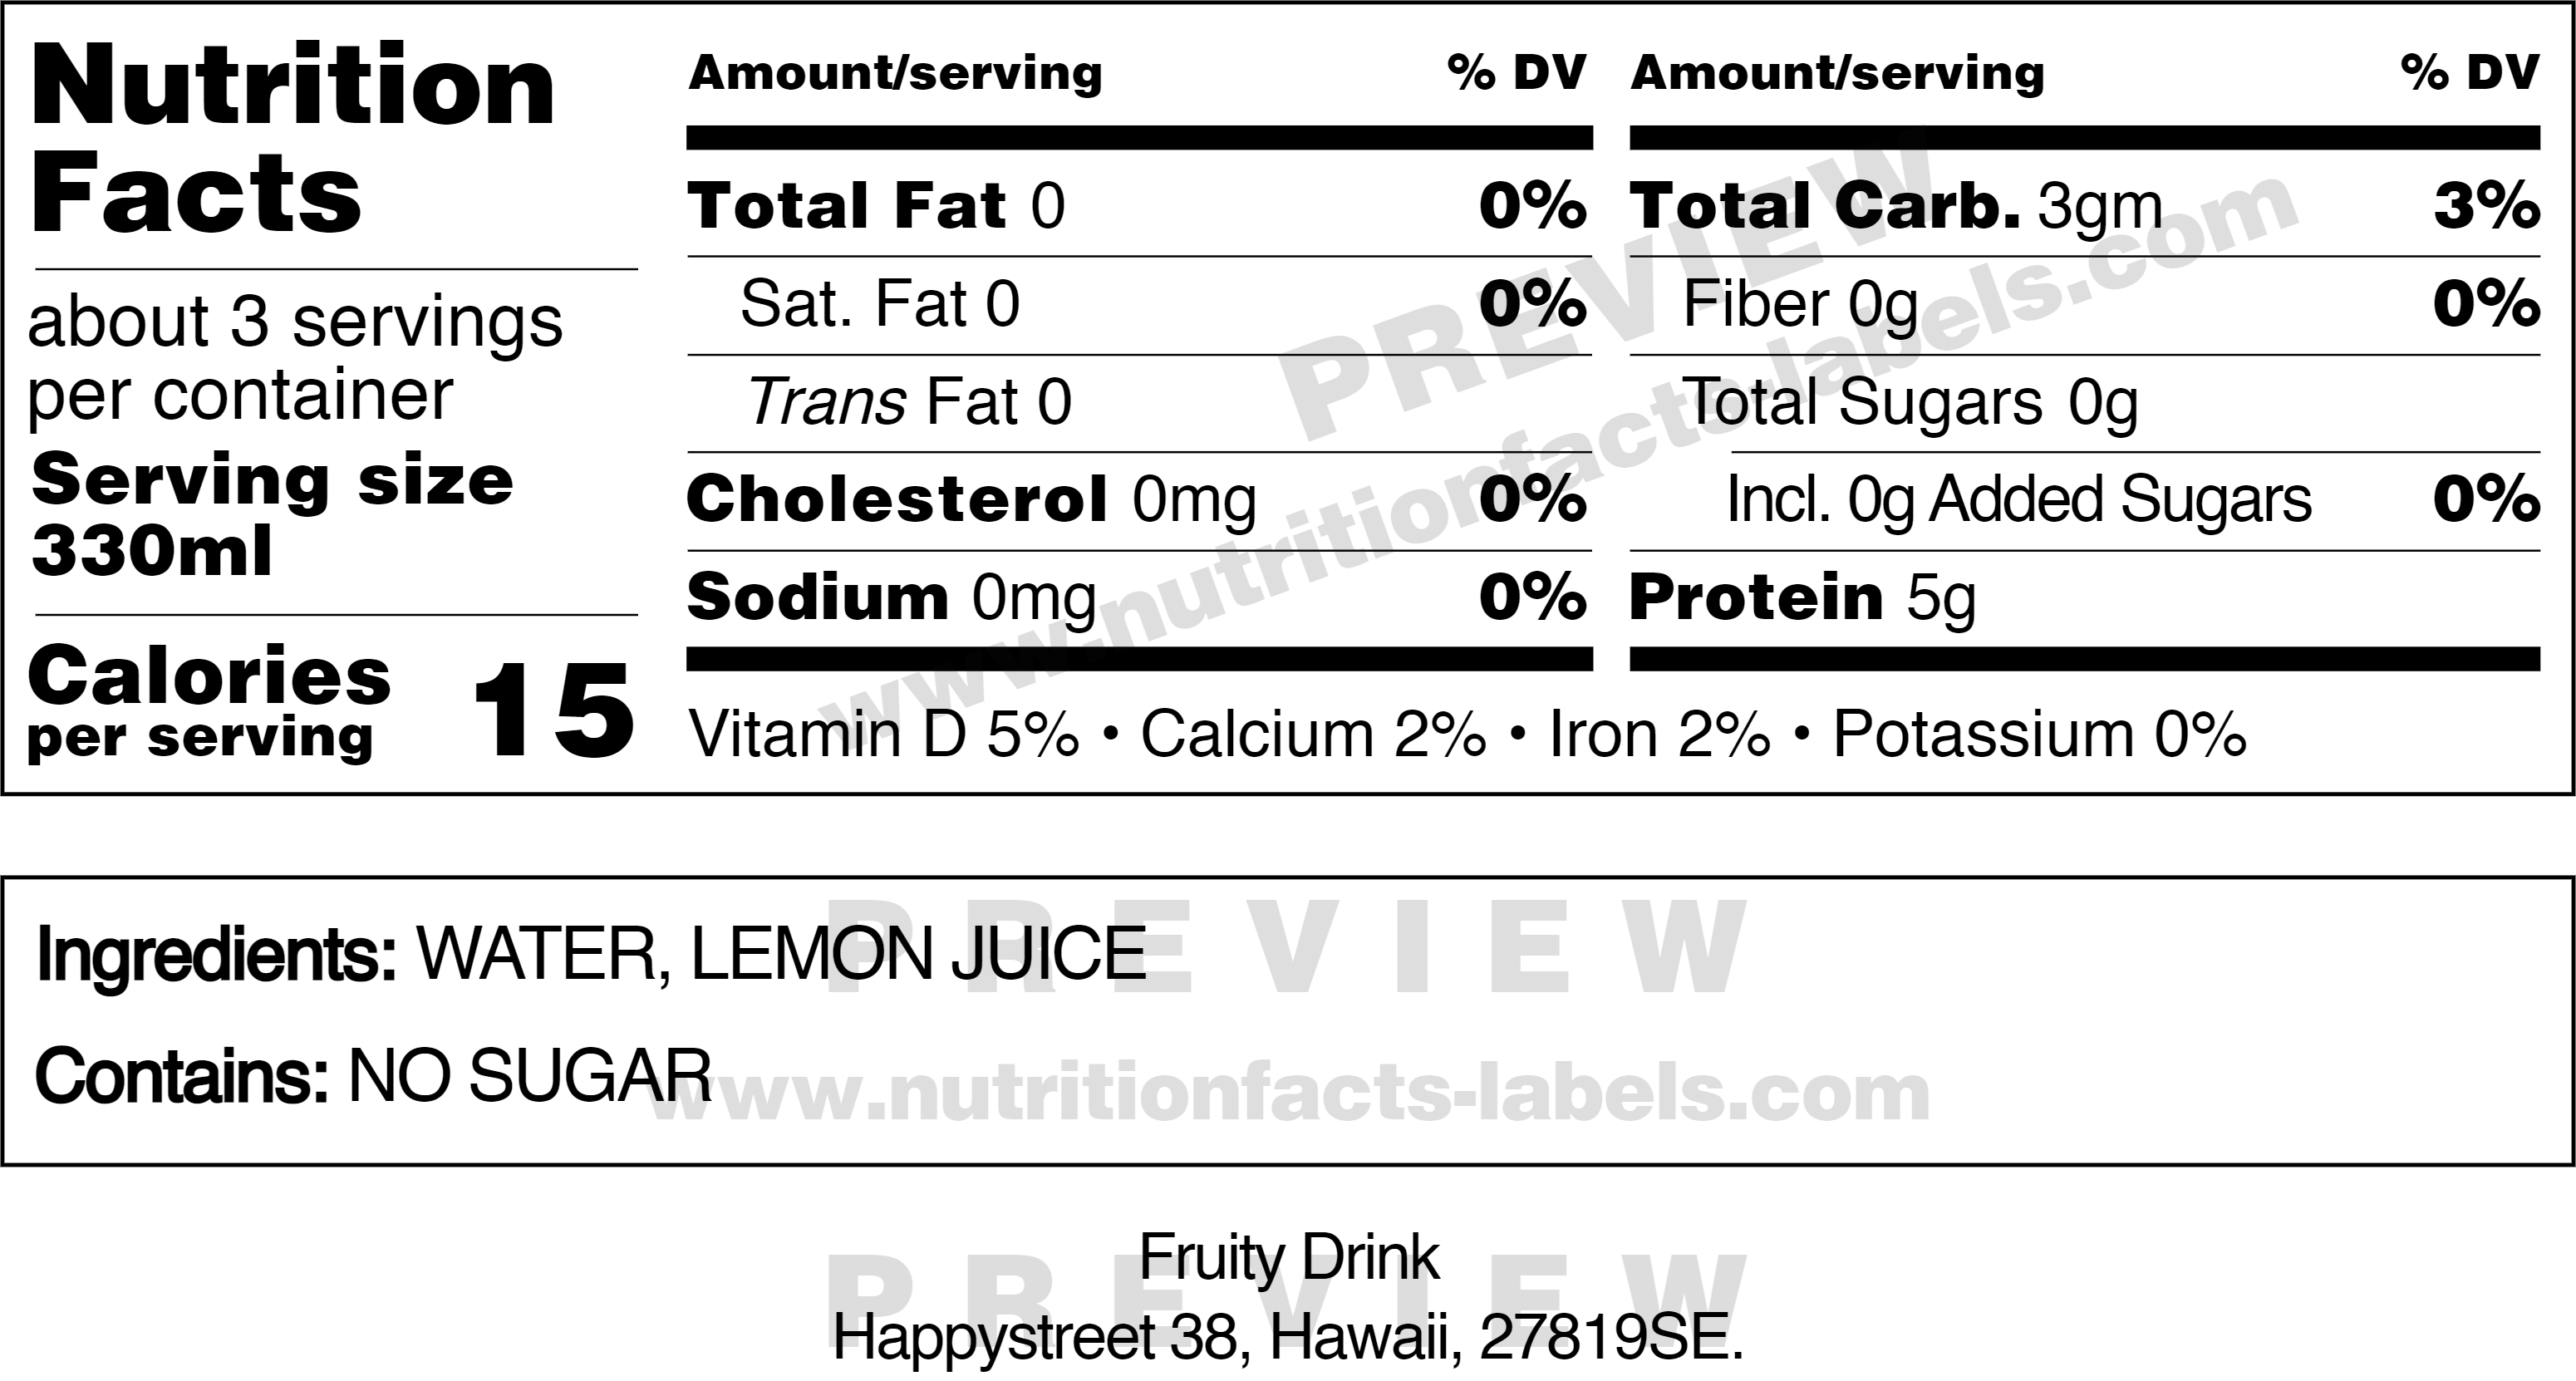 Nutrition
Facts
about 3 servings
per container
Serving size
330ml
Calories
per serving
15
Amount/serving % DV
Total Fat 0 0%
Sat. Fat 0 0%
Trans Fat 0
Cholesterol 0mg 0%
Sodium 0mg 0%
Amount/serving % DV
Total Carb. 3gm 3%
Fiber 0g 0%
Total Sugars 0g
Incl. 0g Added Sugars 0%
Protein 5g
Vitamin D 5% • Calcium 2% • Iron 2% • Potassium 0%
PREVIEW
www.nutritionfacts-labels.com
Ingredients: WATER, LEMON JUICE
Contains: NO SUGAR
PREVIEW
www.nutritionfacts-labels.com
Fruity Drink
Happystreet 38, Hawaii, 27819SE.
PREVIEW